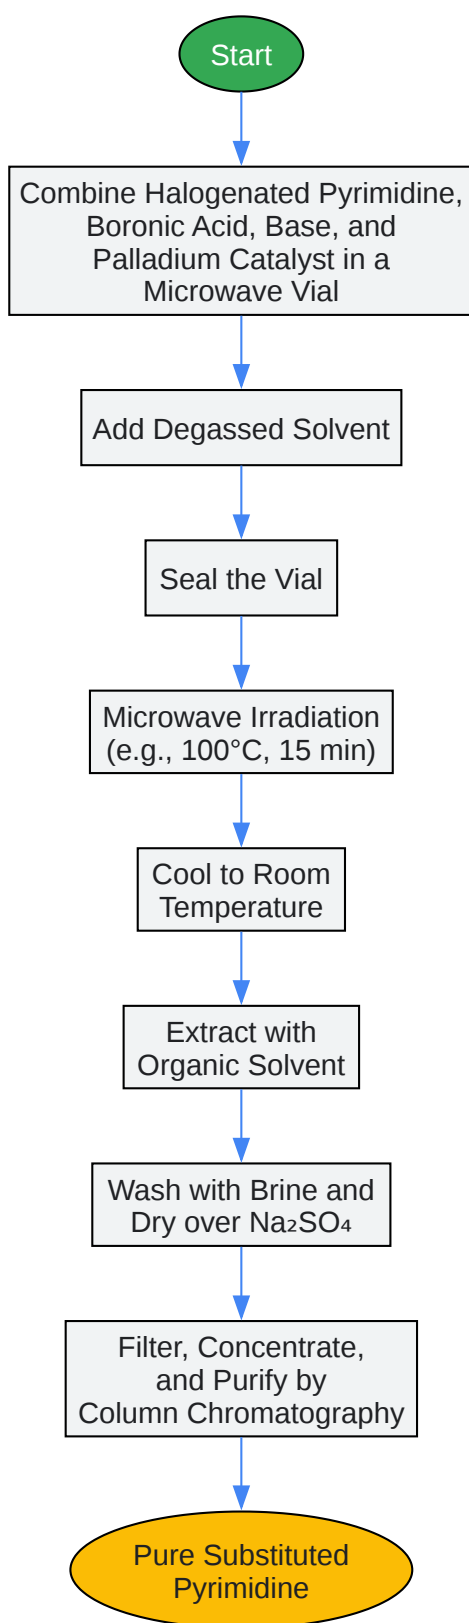 Start
Combine Halogenated Pyrimidine,
Boronic Acid, Base, and
Palladium Catalyst in a
Microwave Vial
Add Degassed Solvent
Seal the Vial
Microwave Irradiation
(e.g., 100°C, 15 min)
Cool to Room
Temperature
Extract with
Organic Solvent
Wash with Brine and
Dry over Na₂SO₄
Filter, Concentrate,
and Purify by
Column Chromatography
Pure Substituted
Pyrimidine